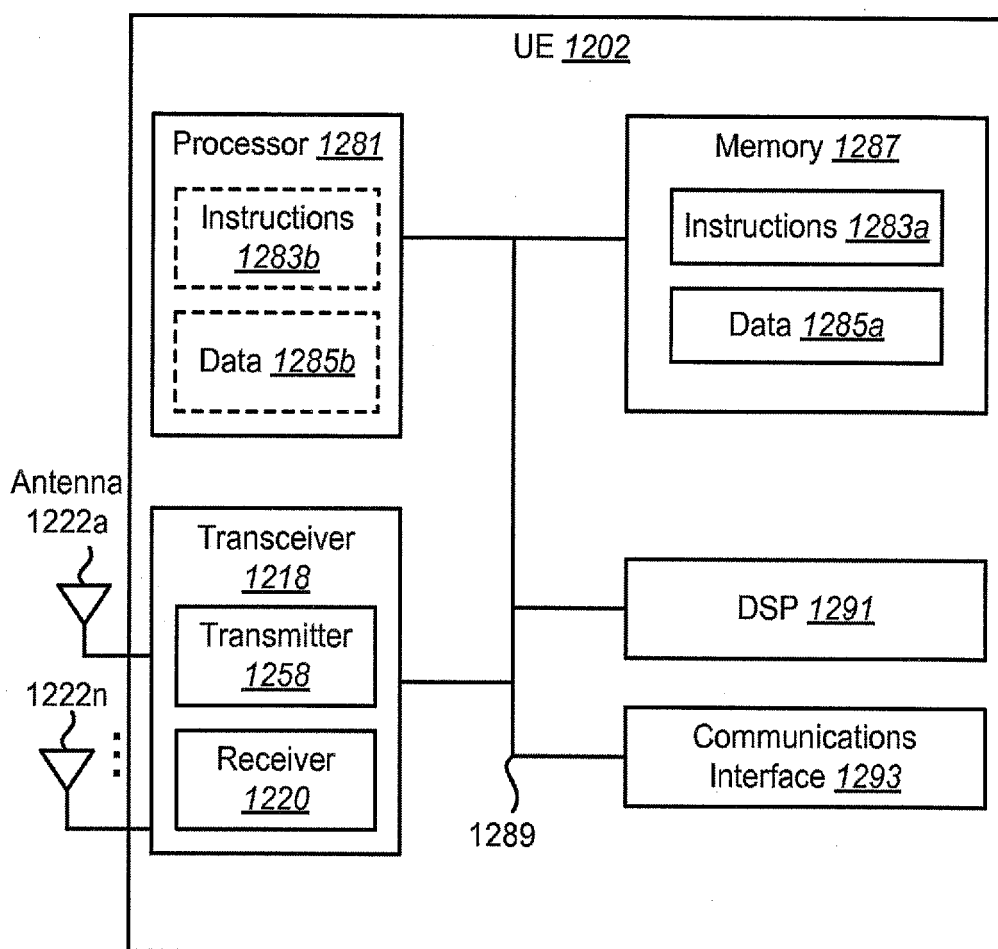 UE 1202
Processor 1281
Instructions
1283b
Data 1285b
Memory 1287
Instructions 1283a
Data 1285a
Antenna
1222a
1222n
Transceiver
1218
Transmitter
1258
Receiver
1220
DSP 1291
Communications
Interface 1293
1289